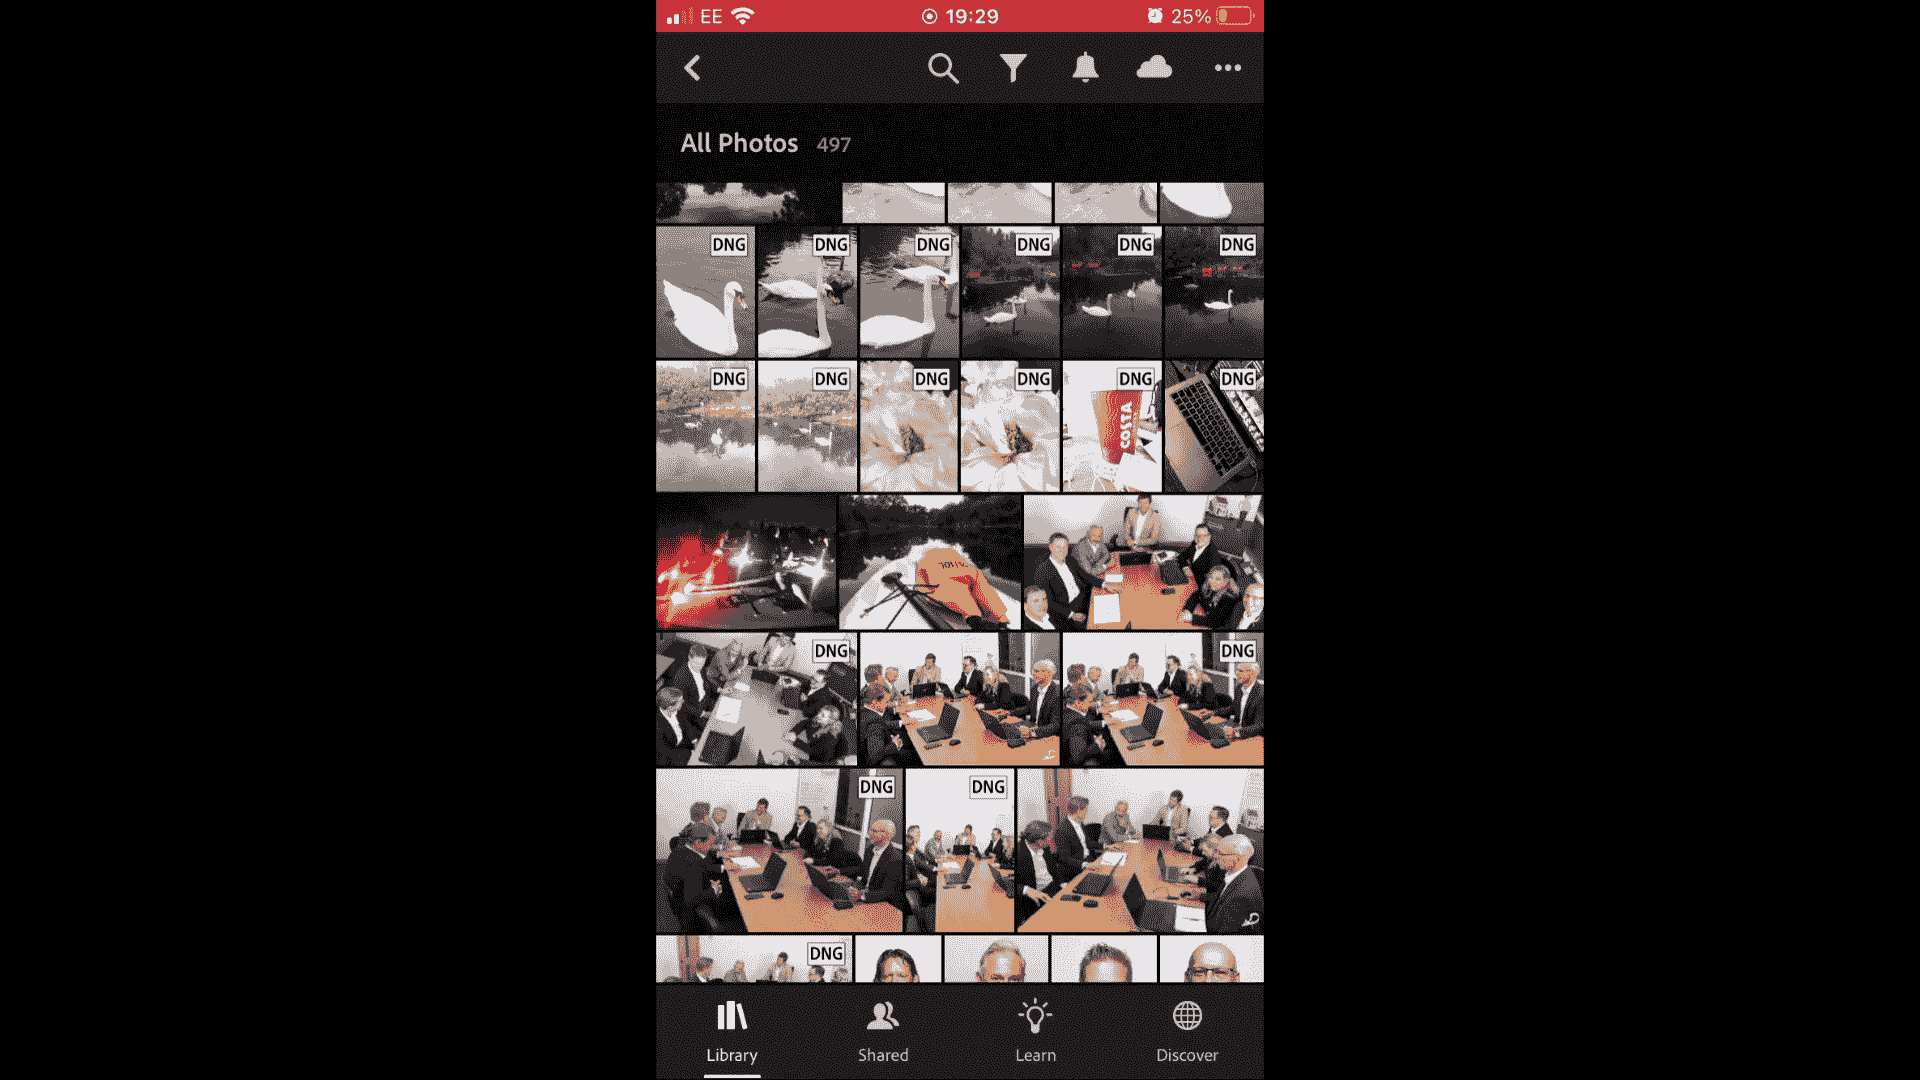 EE 19:29 25%
All Photos 497
DNG DNG DNG DNG DNG DNG
DNG DNG DNG DNG DNG DNG
COSTA
DNG DNG
DNG DNG
DNG
Library Shared Learn Discover